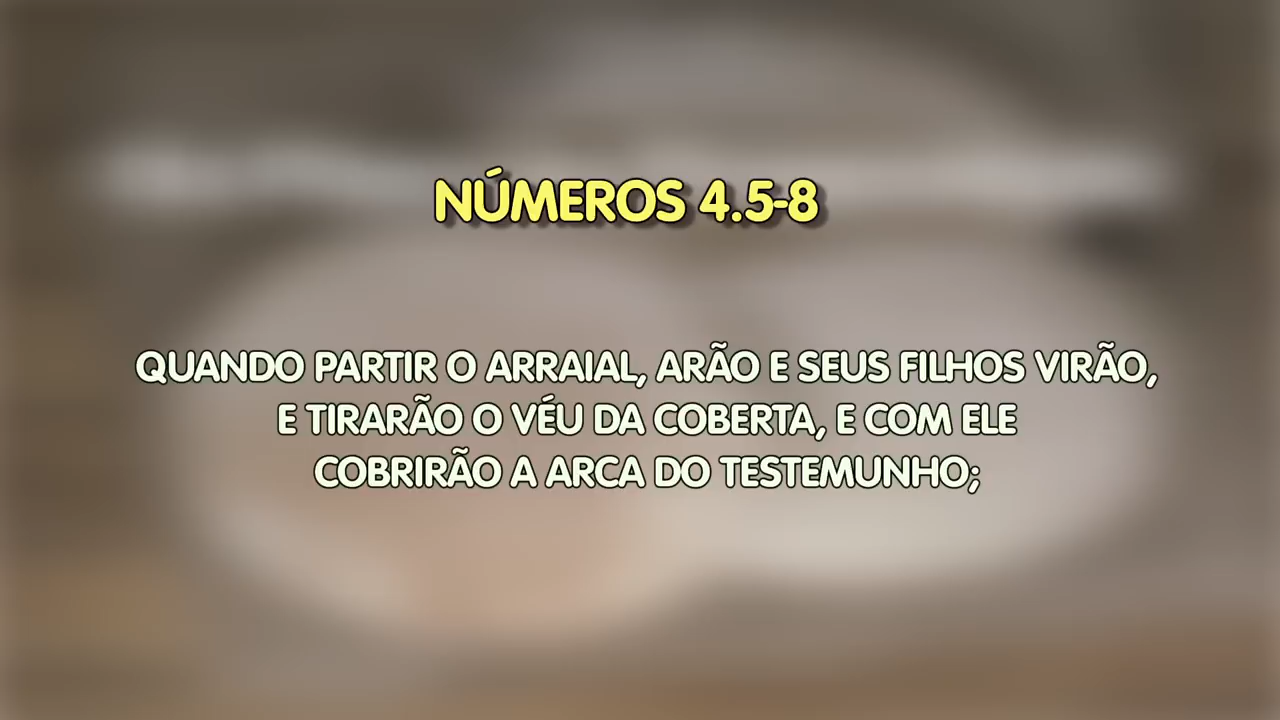 NÚMEROS 4.5-8
QUANDO PARTIR O ARRAIAL, ARÃO E SEUS FILHOS VIRÃO,
E TIRARÃO O VÉU DA COBERTA, E COM ELE
COBRIRÃO A ARCA DO TESTEMUNHO;